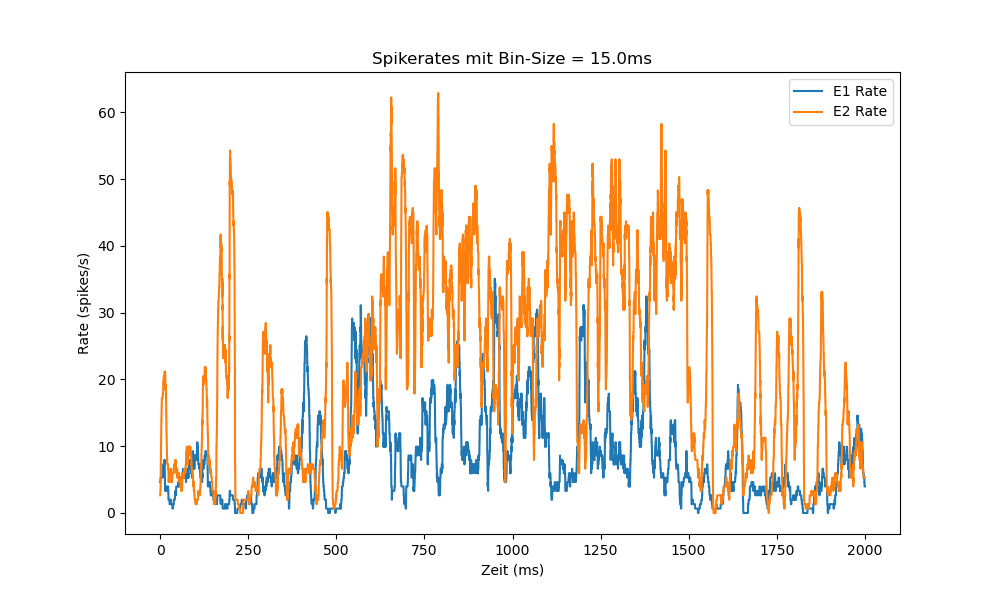 Spikerates mit Bin-Size = 15.0ms
E1 Rate
E2 Rate
60
50
40
30
20
10
0
Rate (spikes/s)
0 250 500 750 1000 1250 1500 1750 2000
Zeit (ms)